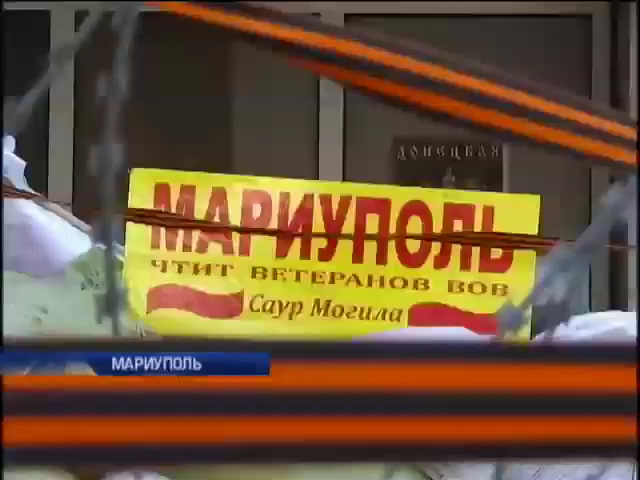 ДОНЕЦКАЯ
МАРИУПОЛЬ
ЧТИТ ВЕТЕРАНОВ ВОВ
Саур Могила
МАРИУПОЛЬ